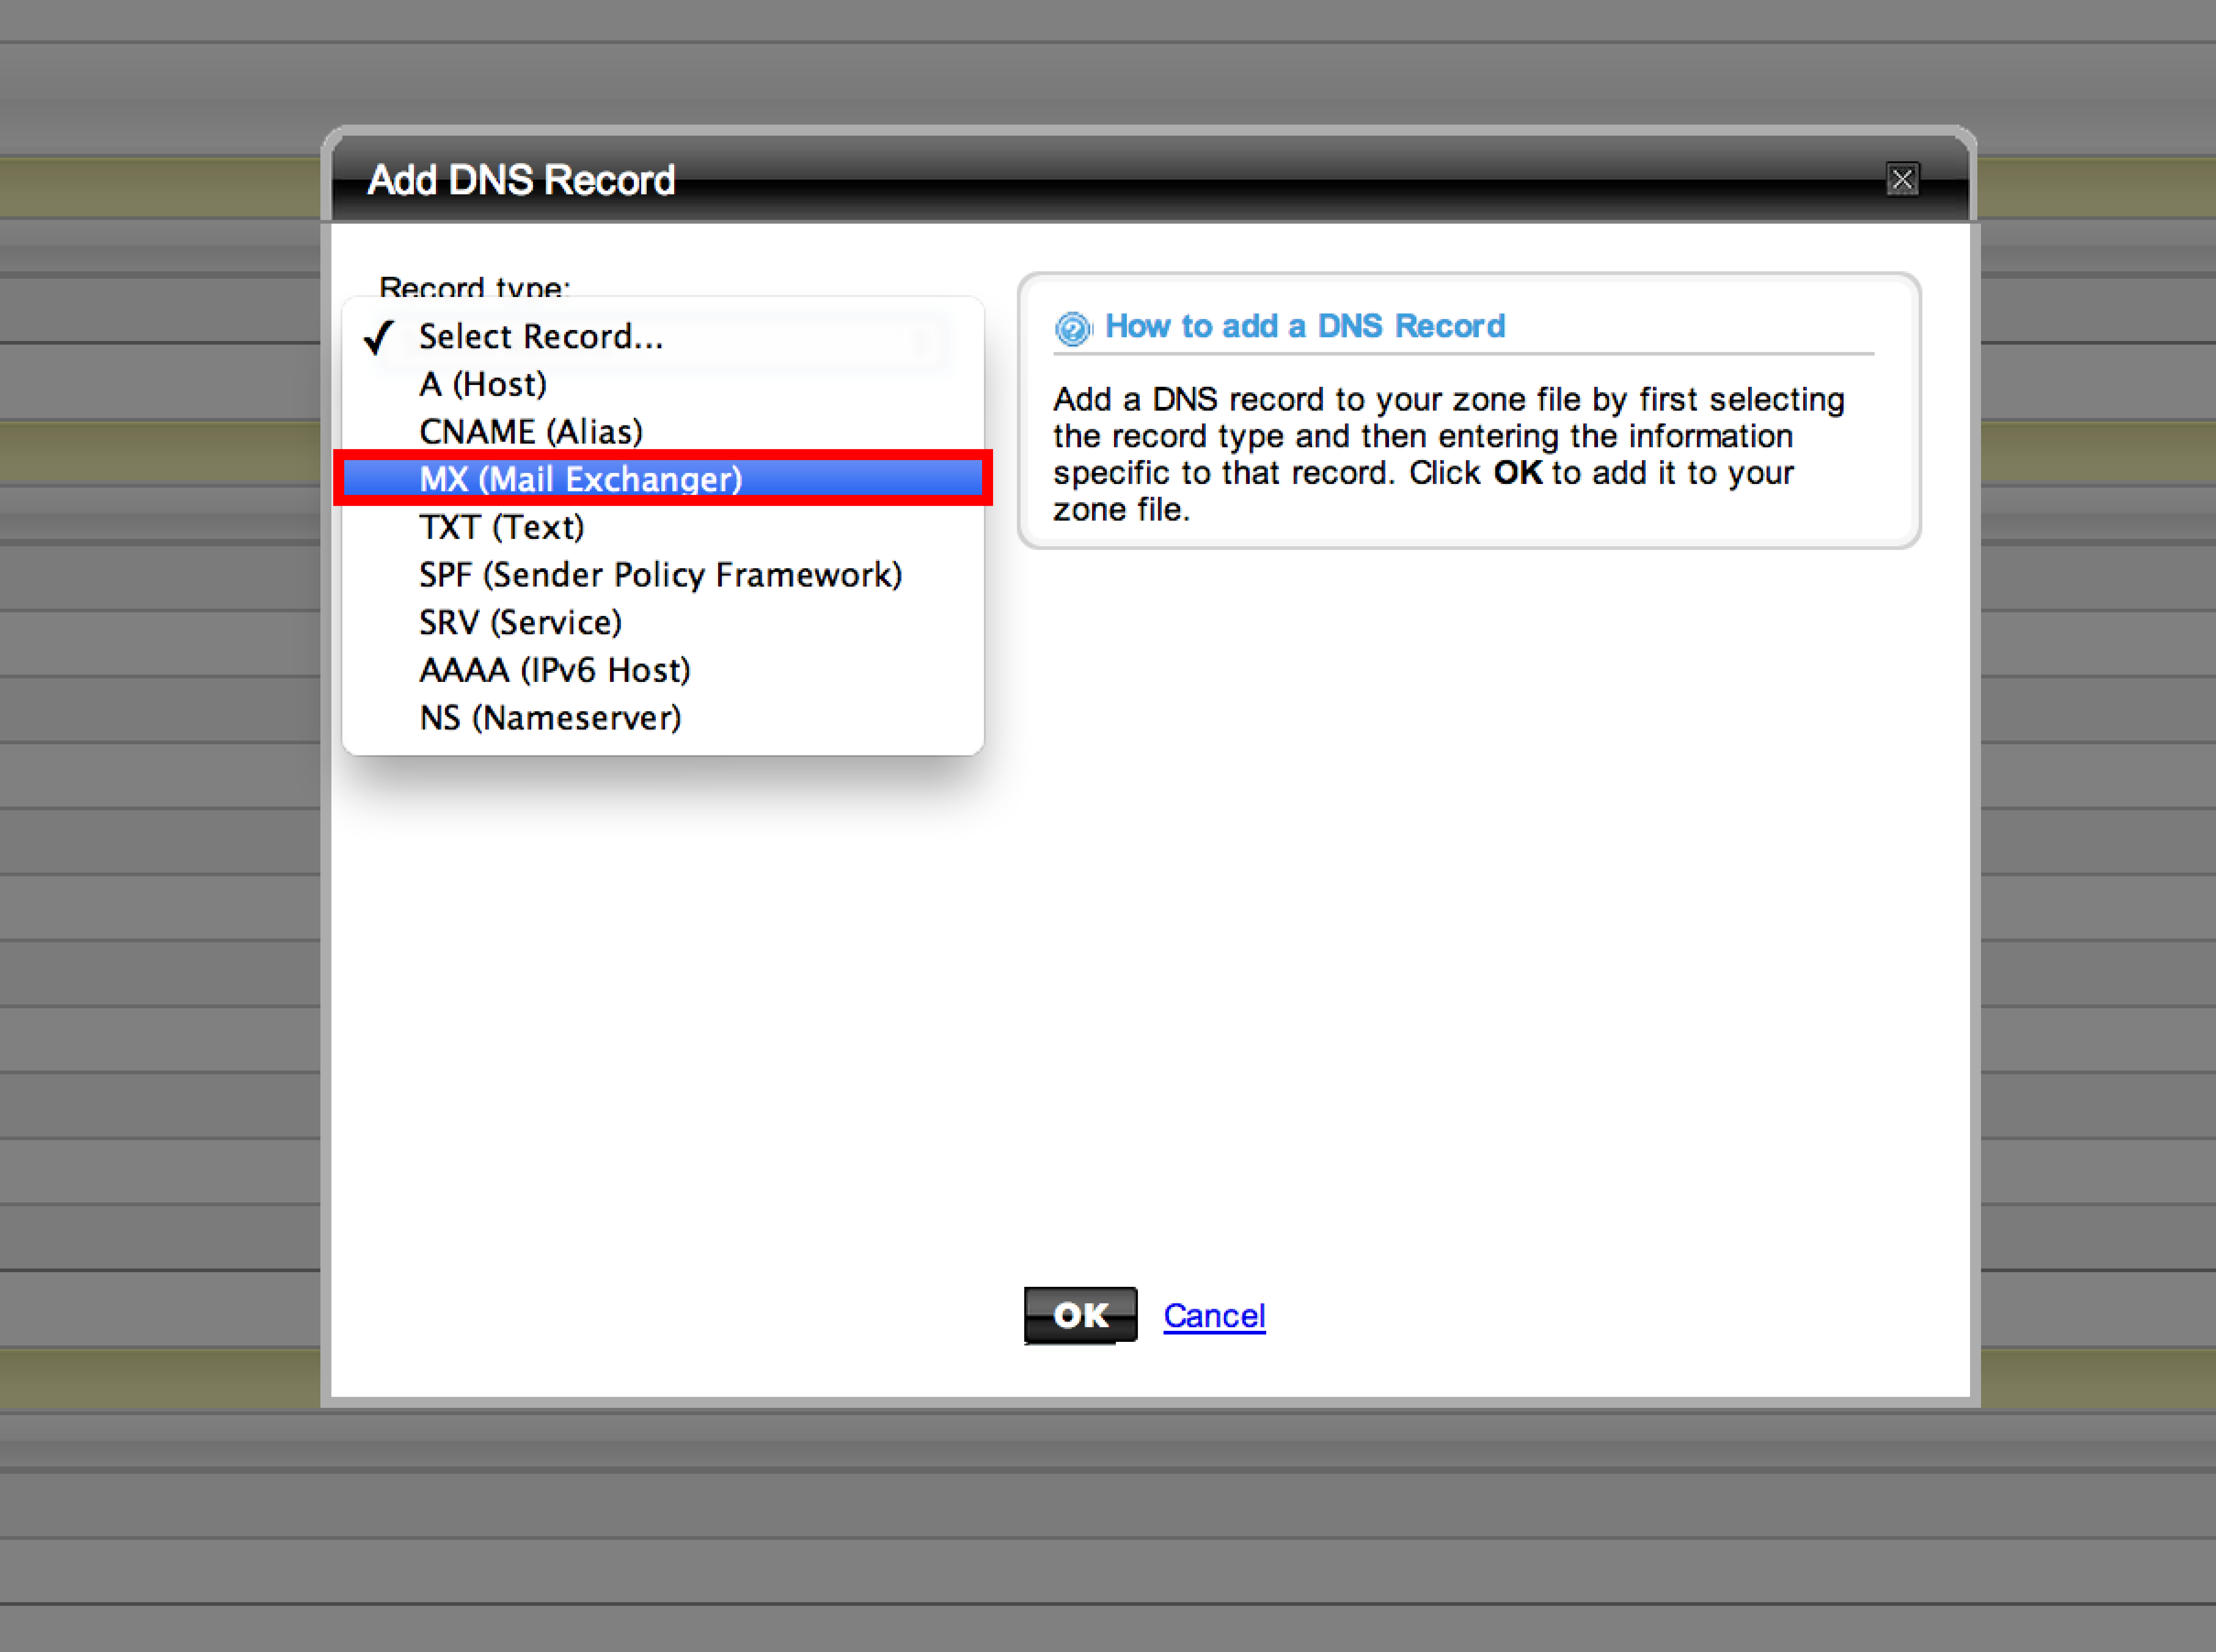 Add DNS Record
Record type:
Select Record...
A (Host)
CNAME (Alias)
MX (Mail Exchanger)
TXT (Text)
SPF (Sender Policy Framework)
SRV (Service)
AAAA (IPv6 Host)
NS (Nameserver)
How to add a DNS Record
Add a DNS record to your zone file by first selecting
the record type and then entering the information
specific to that record. Click OK to add it to your
zone file.
OK Cancel